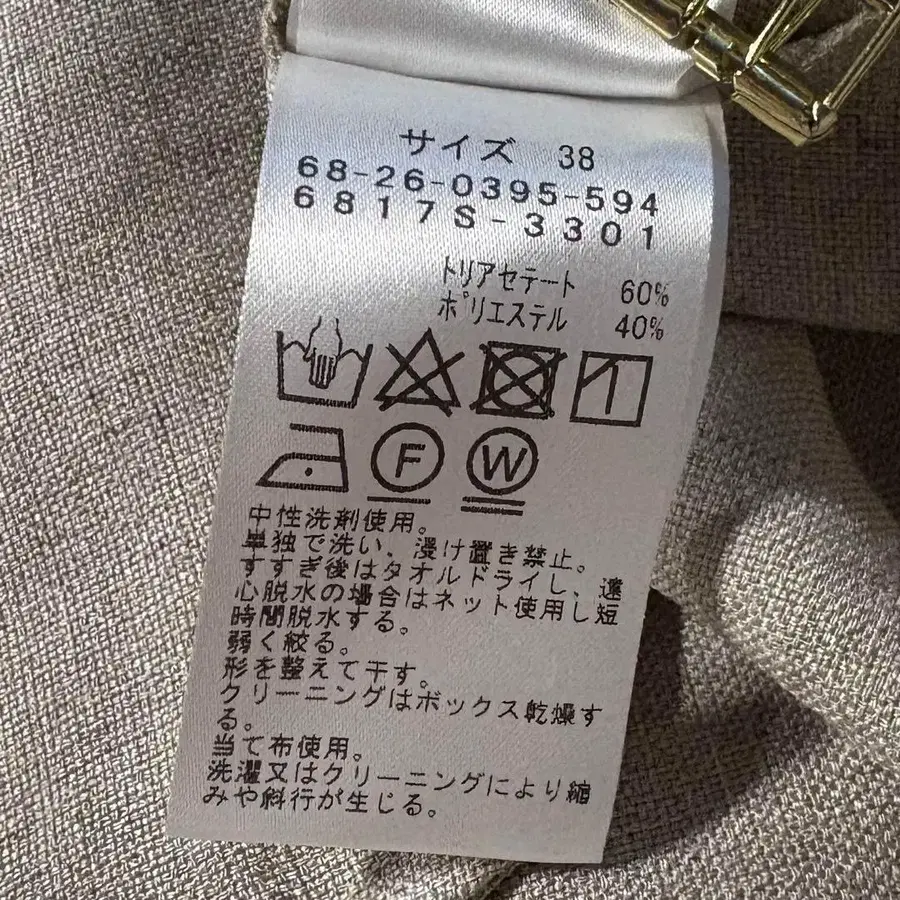 サイズ 38
68-26-0395-594
6817S-3301
トリアセテート 60%
ポリエステル 40%
F W
中性洗剤使用。
単独で洗い、浸け置き禁止。
すすぎ後はタオルドライし、遠
心脱水の場合はネット使用し短
時間脱水する。
弱く絞る。
形を整えて干す。
クリーニングはボックス乾燥す
る。
当て布使用。
洗濯又はクリーニングにより縮
みや斜行が生じる。